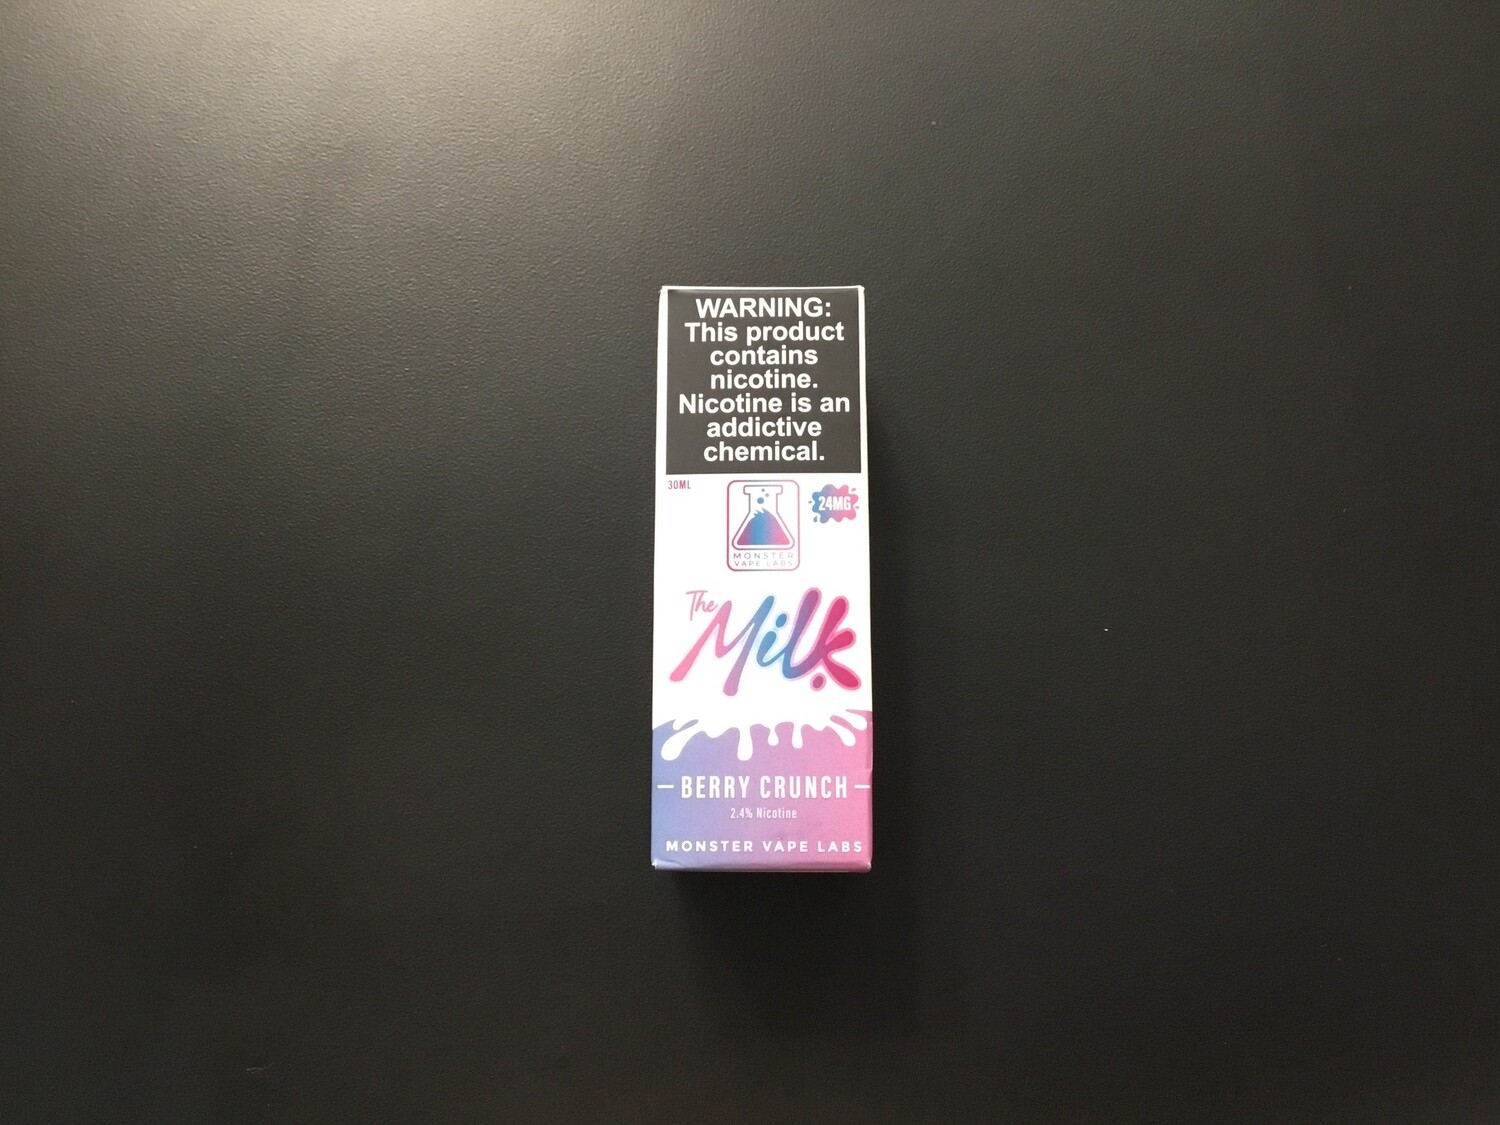 WARNING:
This product
contains
nicotine.
Nicotine is an
addictive
chemical.
30ML
24MG
MONSTER
VAPE LABS
The
Milk
BERRY CRUNCH
2.4% Nicotine
MONSTER VAPE LABS